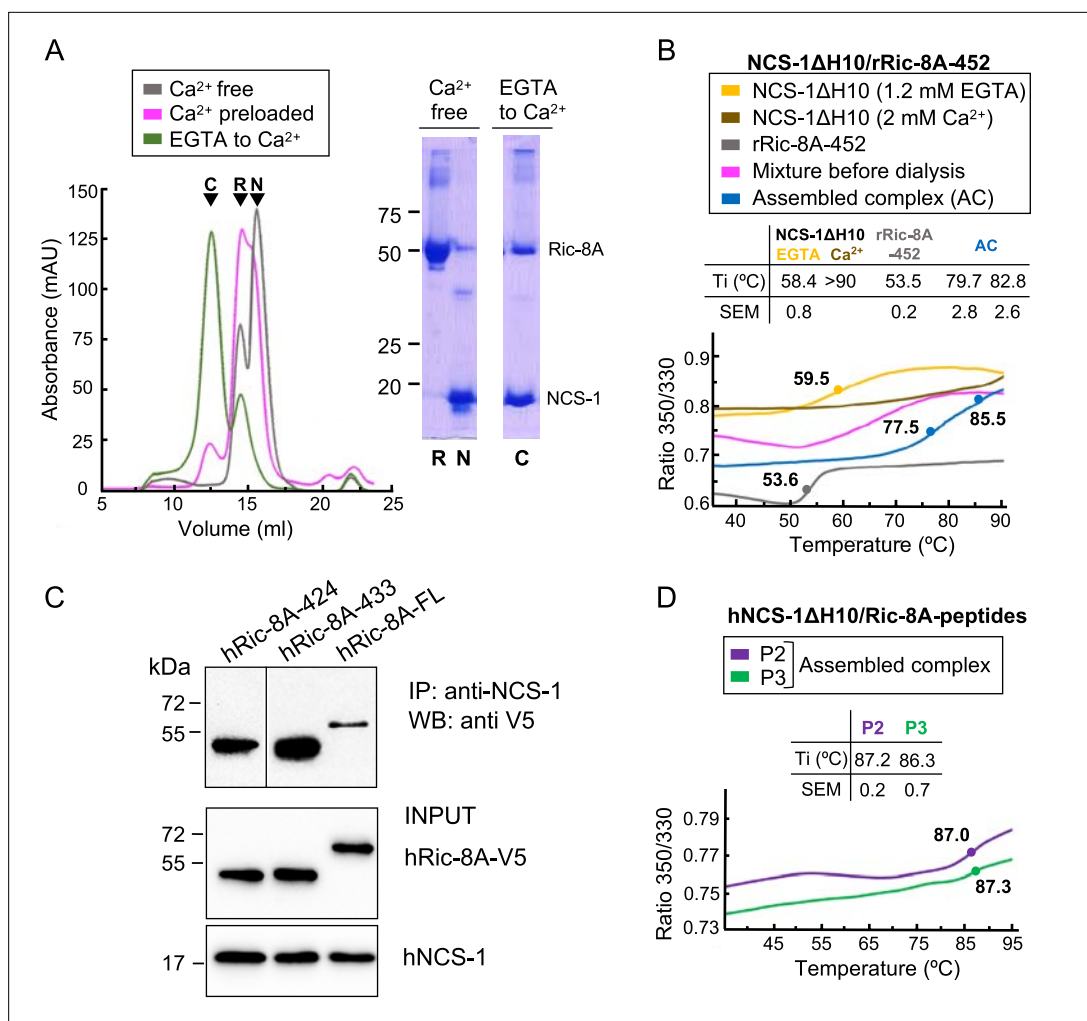 A
Ca²⁺ free
Ca²⁺ preloaded
EGTA to Ca²⁺
C R N
150
125
100
75
50
25
0
Absorbance (mAU)
5 10 15 20 25
Volume (ml)
Ca²⁺ free
EGTA to Ca²⁺
75
50
25
20
Ric-8A
NCS-1
R N C
B
NCS-1ΔH10/rRic-8A-452
NCS-1ΔH10 (1.2 mM EGTA)
NCS-1ΔH10 (2 mM Ca²⁺)
rRic-8A-452
Mixture before dialysis
Assembled complex (AC)
NCS-1ΔH10 rRic-8A
EGTA Ca²⁺ -452 AC
Ti (ºC) 58.4 >90 53.5 79.7 82.8
SEM 0.8 0.2 2.8 2.6
0.9
0.8
0.7
0.6
Ratio 350/330
59.5
77.5
85.5
53.6
40 50 60 70 80 90
Temperature (ºC)
C
hRic-8A-424
hRic-8A-433
hRic-8A-FL
kDa
72
55
IP: anti-NCS-1
WB: anti V5
72
55
INPUT
hRic-8A-V5
17
hNCS-1
D
hNCS-1ΔH10/Ric-8A-peptides
P2
P3
Assembled complex
P2 P3
Ti (ºC) 87.2 86.3
SEM 0.2 0.7
0.79
0.77
0.75
0.73
Ratio 350/330
87.0
87.3
45 55 65 75 85 95
Temperature (ºC)